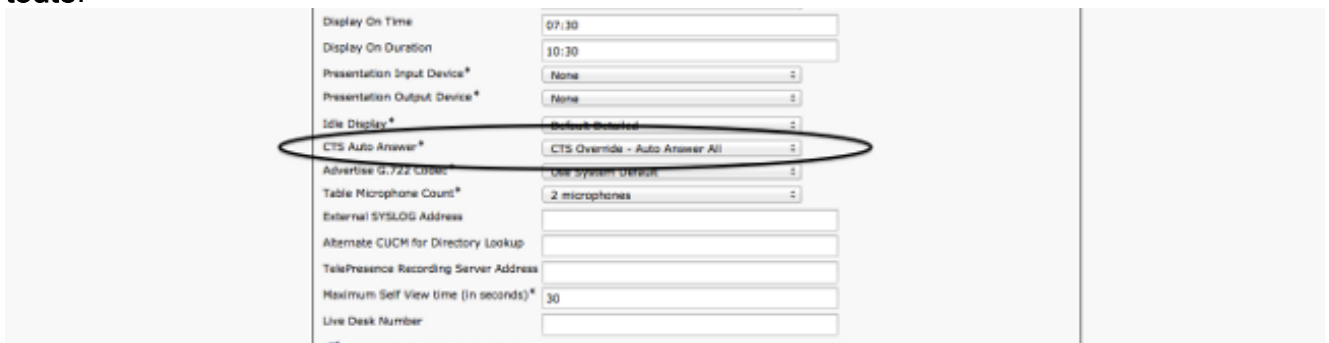 Display On Time 07:30
Display On Duration 10:30
Presentation Input Device* None
Presentation Output Device* None
Idle Display* Default Detailed
CTS Auto Answer* CTS Override - Auto Answer All
Advertise G.722 Codec* Use System Default
Table Microphone Count* 2 microphones
External SYSLOG Address
Alternate CUCM for Directory Lookup
TelePresence Recording Server Address
Maximum Self View time (in seconds)* 30
Live Desk Number